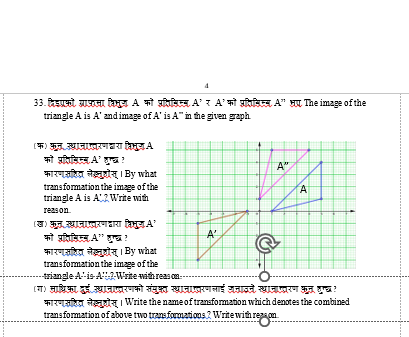 4
33. दिइएको ग्राफमा त्रिभुज A को प्रतिबिम्ब A’ र A’ को प्रतिबिम्ब A” भए The image of the
triangle A is A’ and image of A’ is A” in the given graph.
(क) कुन स्थानान्तरणद्वारा त्रिभुज A
को प्रतिबिम्ब A’ हुन्छ ?
कारणसहित लेख्नुहोस् । By what
transformation the image of the
triangle A is A’.? Write with
reason.
(ख) कुन स्थानान्तरणद्वारा त्रिभुज A’
को प्रतिबिम्ब A” हुन्छ ?
कारणसहित लेख्नुहोस् । By what
transformation the image of the
triangle A’ is A”.? Write with reason.
(ग) माथिका दुई स्थानान्तरणको संयुक्त स्थानान्तरणलाई जनाउने स्थानान्तरण कुन हुन्छ ?
कारणसहित लेख्नुहोस् । Write the name of transformation which denotes the combined
transformation of above two transformations.? Write with reason.
A”
A
A’